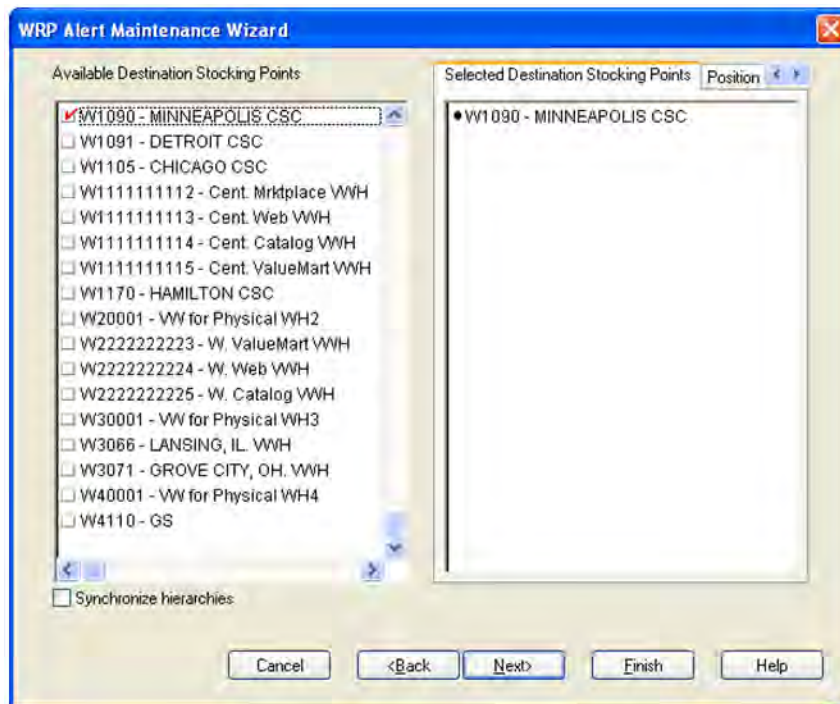 WRP Alert Maintenance Wizard
Available Destination Stocking Points
W1090 - MINNEAPOLIS CSC
W1091 - DETROIT CSC
W1105 - CHICAGO CSC
W1111111112 - Cent. Mrktplace VWH
W1111111113 - Cent. Web VWH
W1111111114 - Cent. Catalog VWH
W1111111115 - Cent. ValueMart VWH
W1170 - HAMILTON CSC
W20001 - VW for Physical WH2
W2222222223 - W. ValueMart VWH
W2222222224 - W. Web VWH
W2222222225 - W. Catalog VWH
W30001 - VW for Physical WH3
W3066 - LANSING, IL. VWH
W3071 - GROVE CITY, OH. VWH
W40001 - VW for Physical WH4
W4110 - GS
Synchronize hierarchies
Selected Destination Stocking Points Position
W1090 - MINNEAPOLIS CSC
Cancel <Back Next> Finish Help